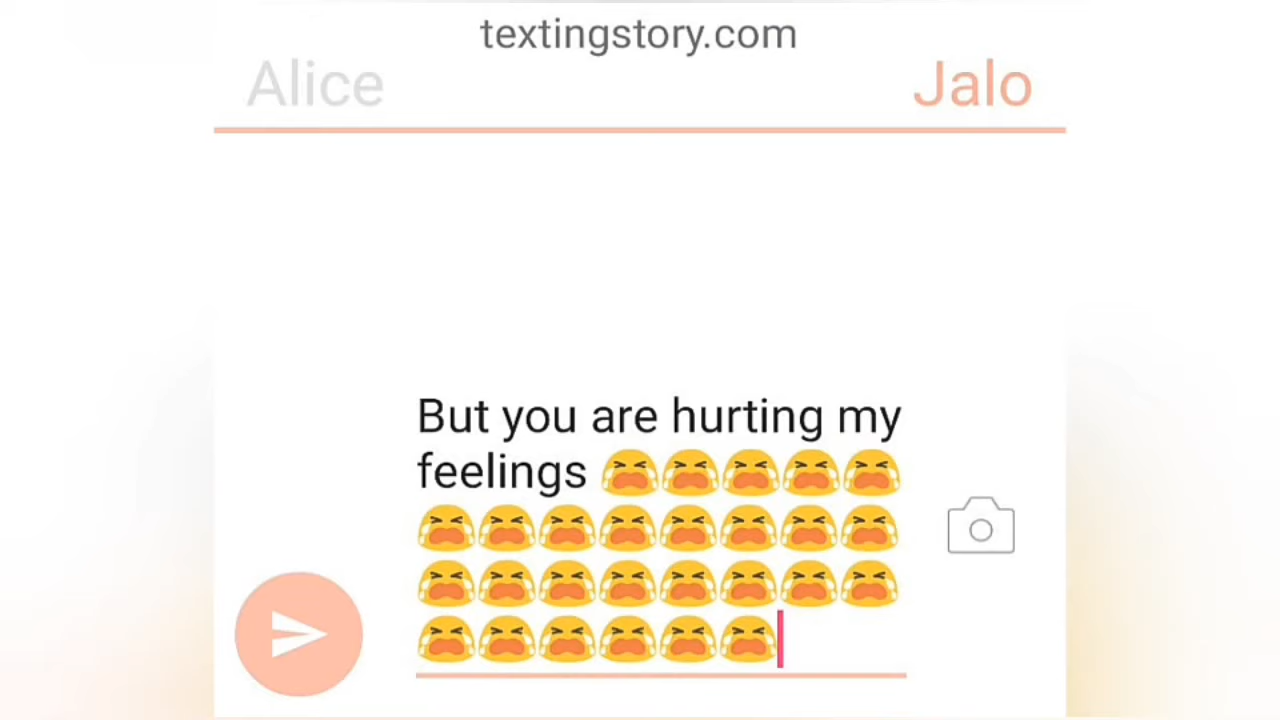 textingstory.com
Alice
Jalo
But you are hurting my
feelings 😭😭😭😭😭
😭😭😭😭😭😭😭😭
😭😭😭😭😭😭😭😭
😭😭😭😭😭😭